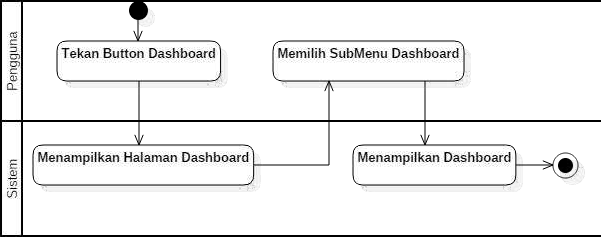 Pengguna
Tekan Button Dashboard
Memilih SubMenu Dashboard
Sistem
Menampilkan Halaman Dashboard
Menampilkan Dashboard